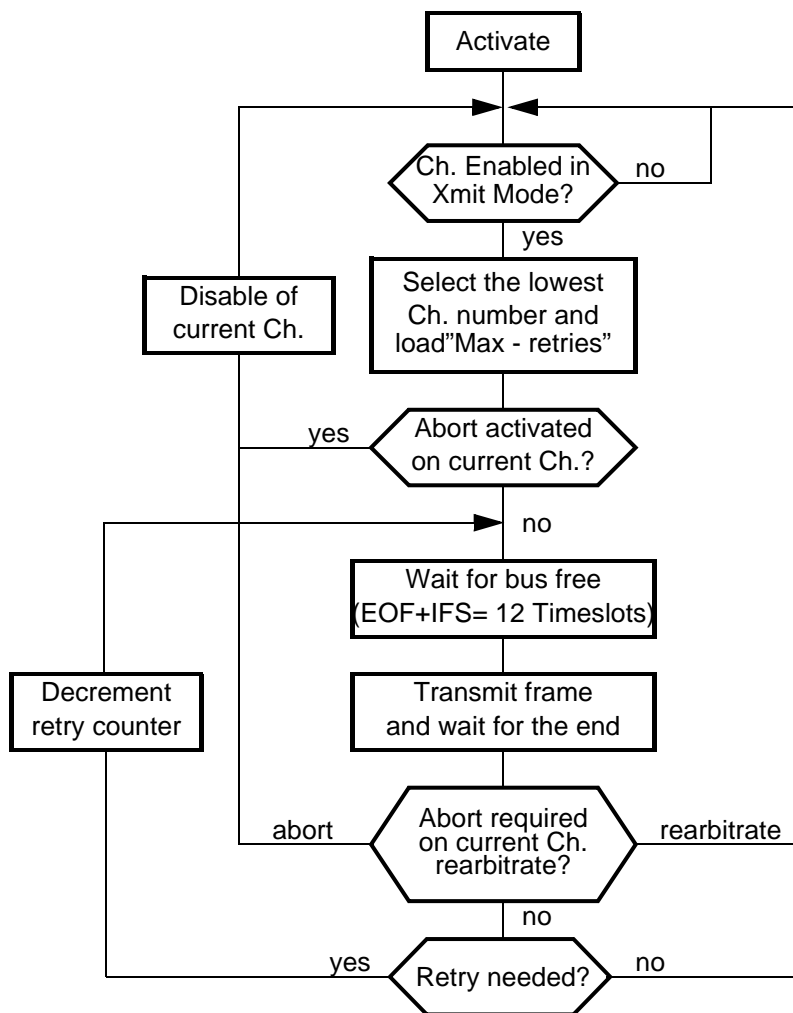 Activate
Ch. Enabled in
Xmit Mode?
no
yes
Disable of
current Ch.
Select the lowest
Ch. number and
load”Max - retries”
yes
Abort activated
on current Ch.?
no
Wait for bus free
(EOF+IFS= 12 Timeslots)
Decrement
retry counter
Transmit frame
and wait for the end
abort
Abort required
on current Ch.
rearbitrate?
rearbitrate
no
yes
Retry needed?
no